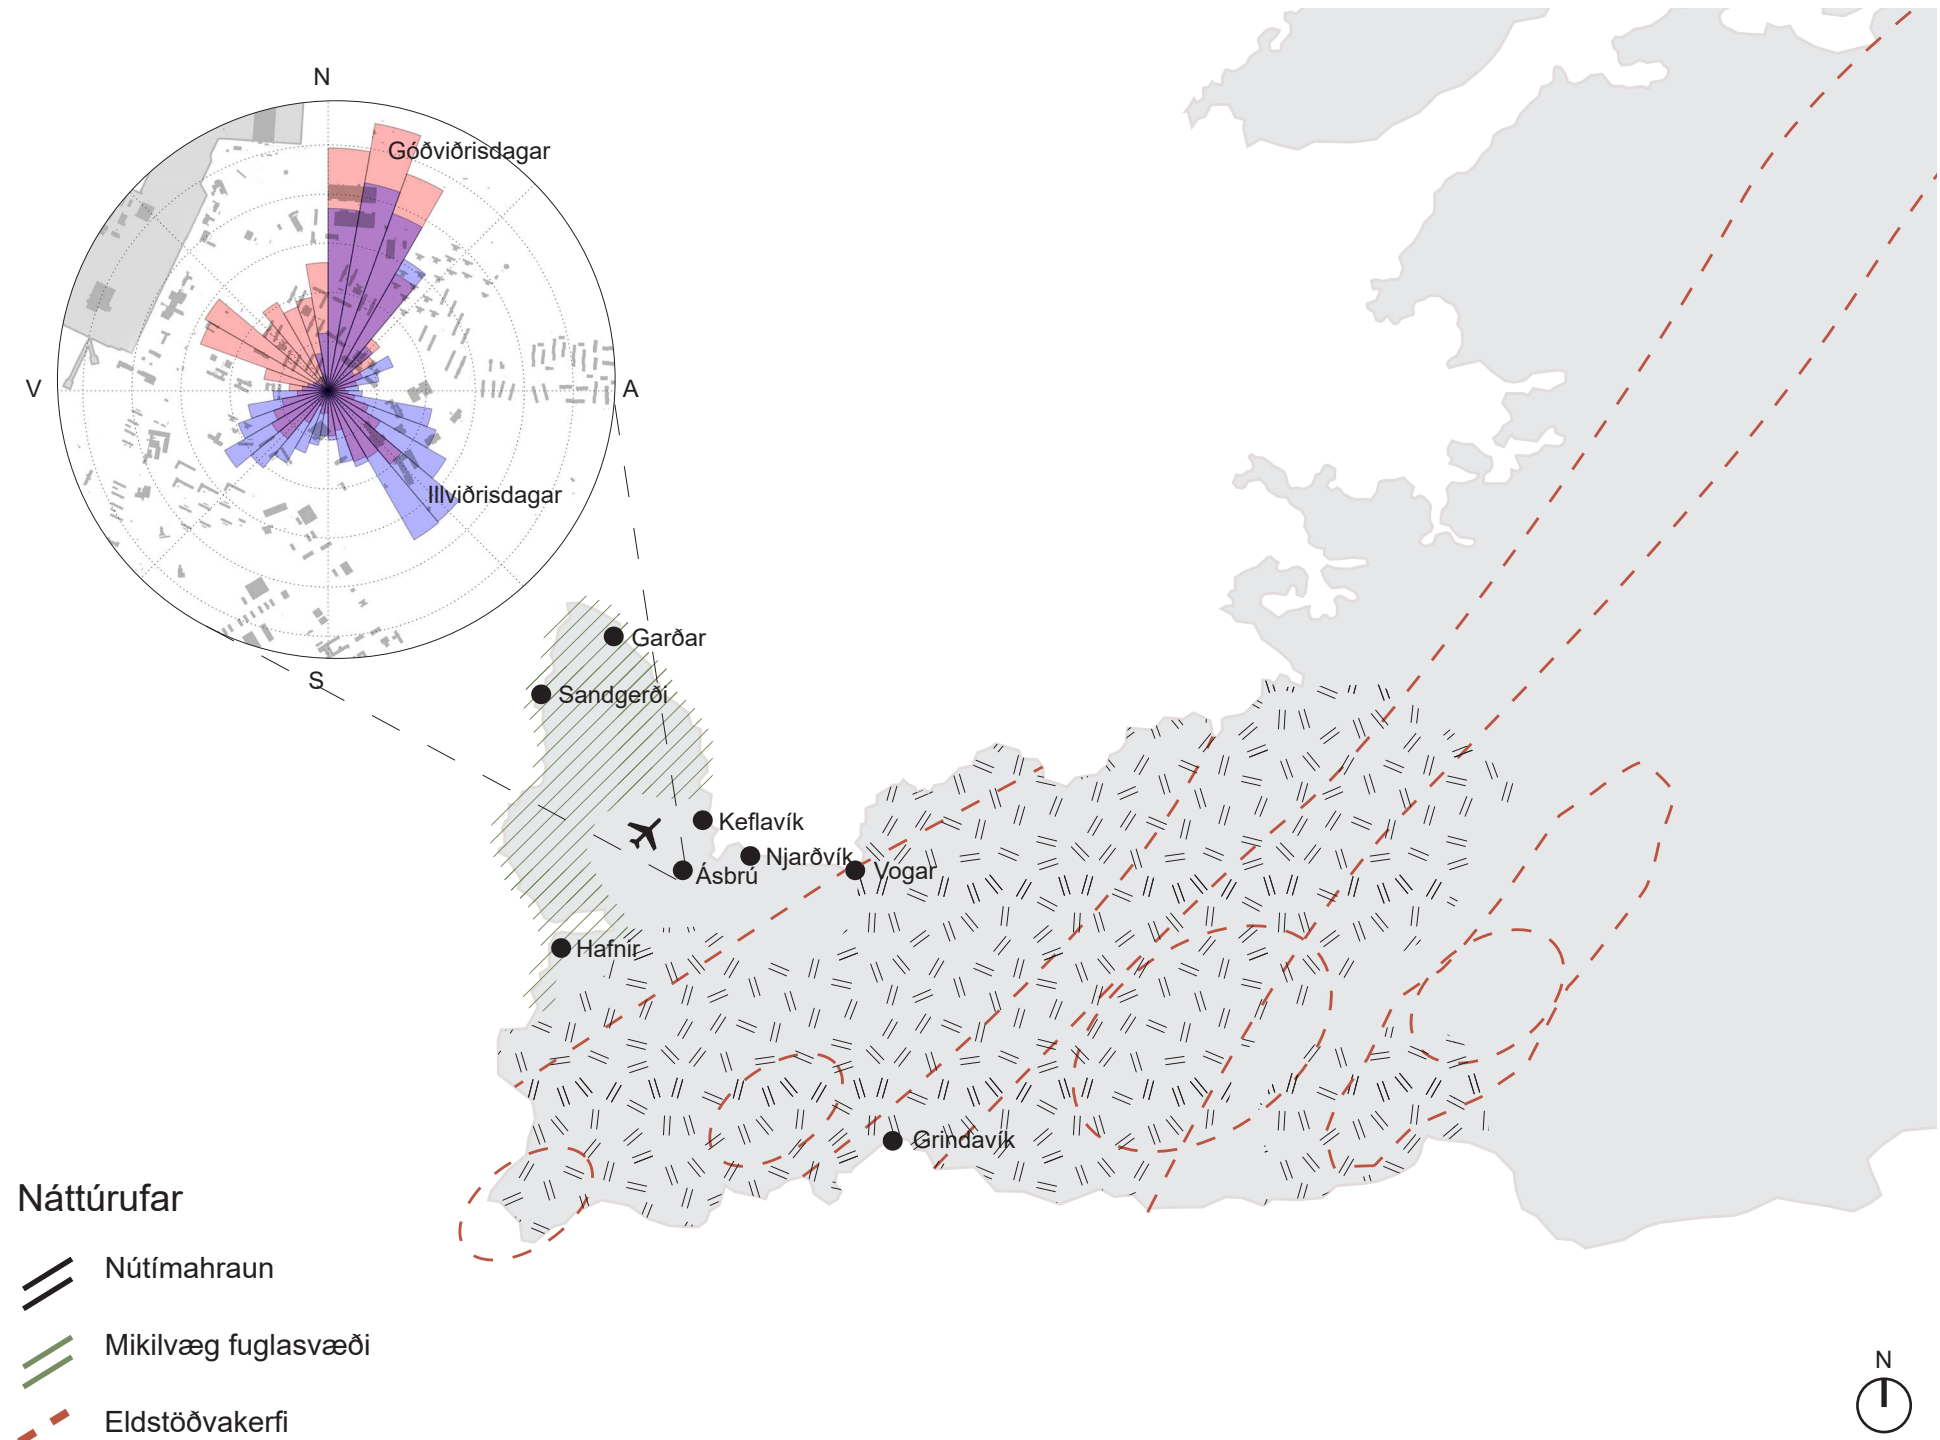 N
Góðviðrisdagar
V
A
Illviðrisdagar
S
Garðar
Sandgerði
Keflavík
Njarðvík
Vogar
Ásbrú
Hafnir
Grindavík
Náttúrufar
Nútímahraun
Mikilvæg fuglasvæði
Eldstöðvakerfi
N